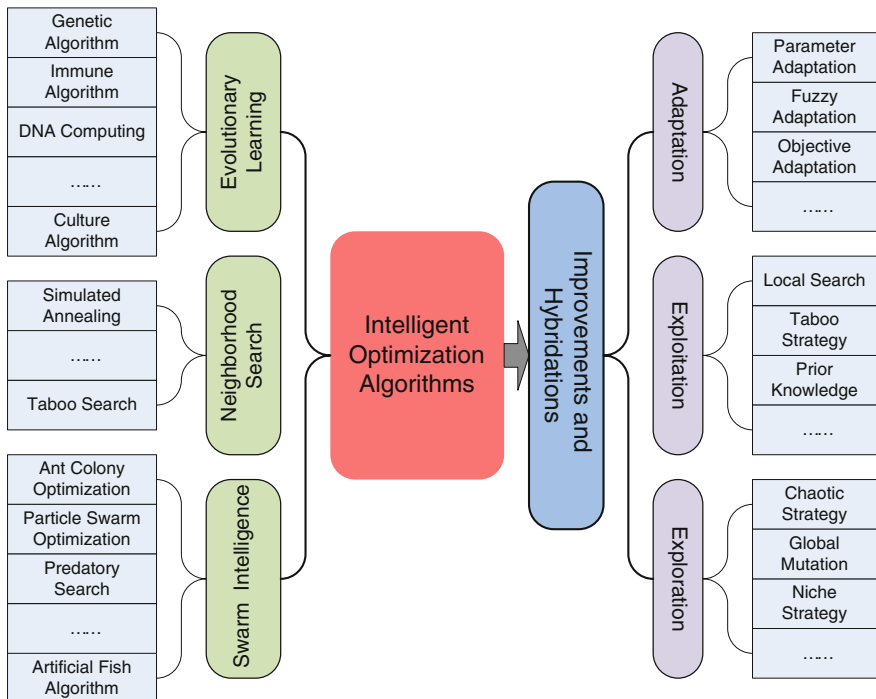 Genetic
Algorithm
Immune
Algorithm
DNA Computing
......
Culture
Algorithm
Evolutionary
Learning
Simulated
Annealing
......
Taboo Search
Neighborhood
Search
Ant Colony
Optimization
Particle Swarm
Optimization
Predatory
Search
......
Artificial Fish
Algorithm
Swarm Intelligence
Intelligent
Optimization
Algorithms
Improvements and
Hybridations
Adaptation
Parameter
Adaptation
Fuzzy
Adaptation
Objective
Adaptation
......
Exploitation
Local Search
Taboo
Strategy
Prior
Knowledge
......
Exploration
Chaotic
Strategy
Global
Mutation
Niche
Strategy
......